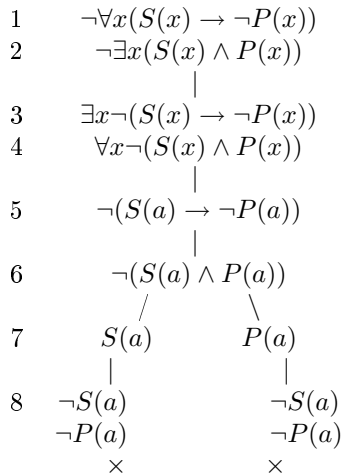 1 ¬∀x(S(x) → ¬P(x))
2 ¬∃x(S(x) ∧ P(x))
3 ∃x¬(S(x) → ¬P(x))
4 ∀x¬(S(x) ∧ P(x))
5 ¬(S(a) → ¬P(a))
6 ¬(S(a) ∧ P(a))
7 S(a) P(a)
8 ¬S(a) ¬S(a)
¬P(a) ¬P(a)
× ×